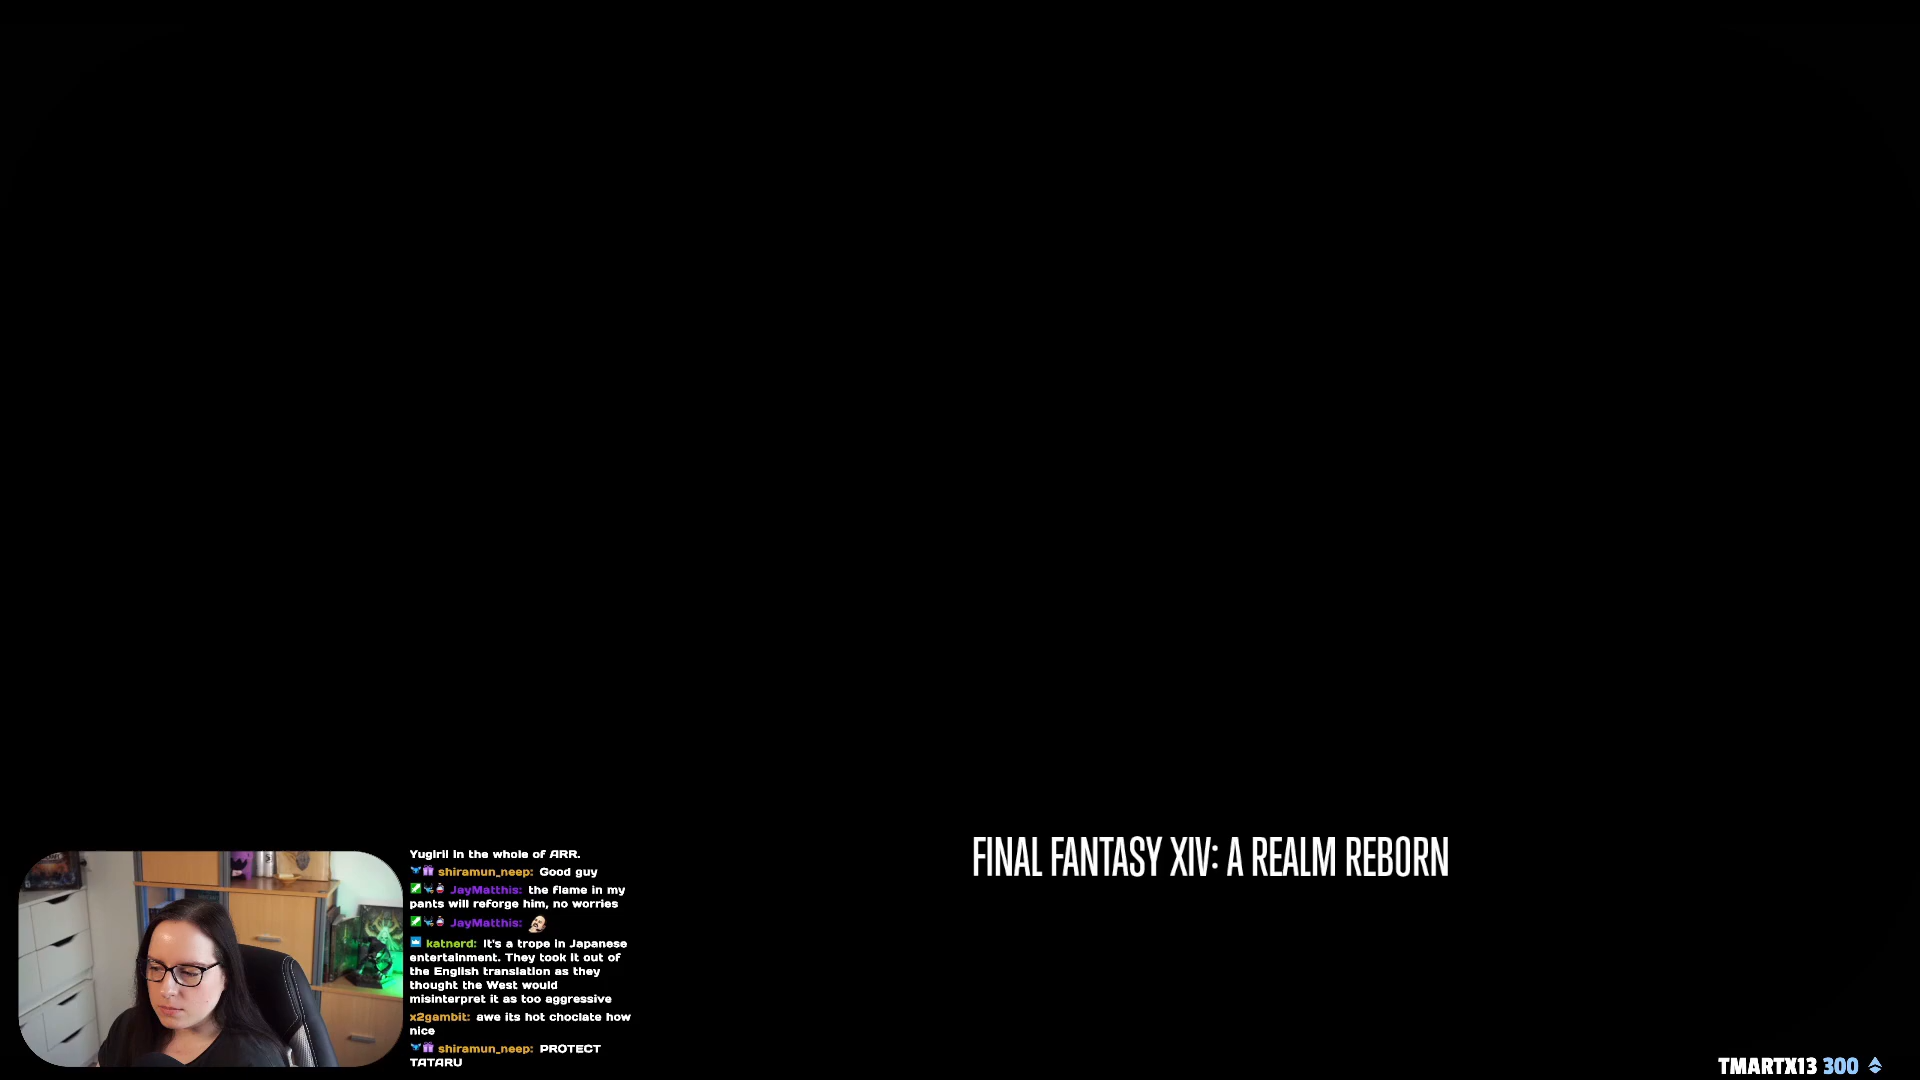 Yugiril in the whole of ARR.
shiramun_neep: Good guy
JayMatthis: the flame in my
pants will reforge him, no worries
JayMatthis:
katnerd: It's a trope in Japanese
entertainment. They took it out of
the English translation as they
thought the West would
misinterpret it as too aggressive
x2gambit: awe its hot choclate how
nice
shiramun_neep: PROTECT
TATARU
FINAL FANTASY XIV: A REALM REBORN
TMARTX13 300